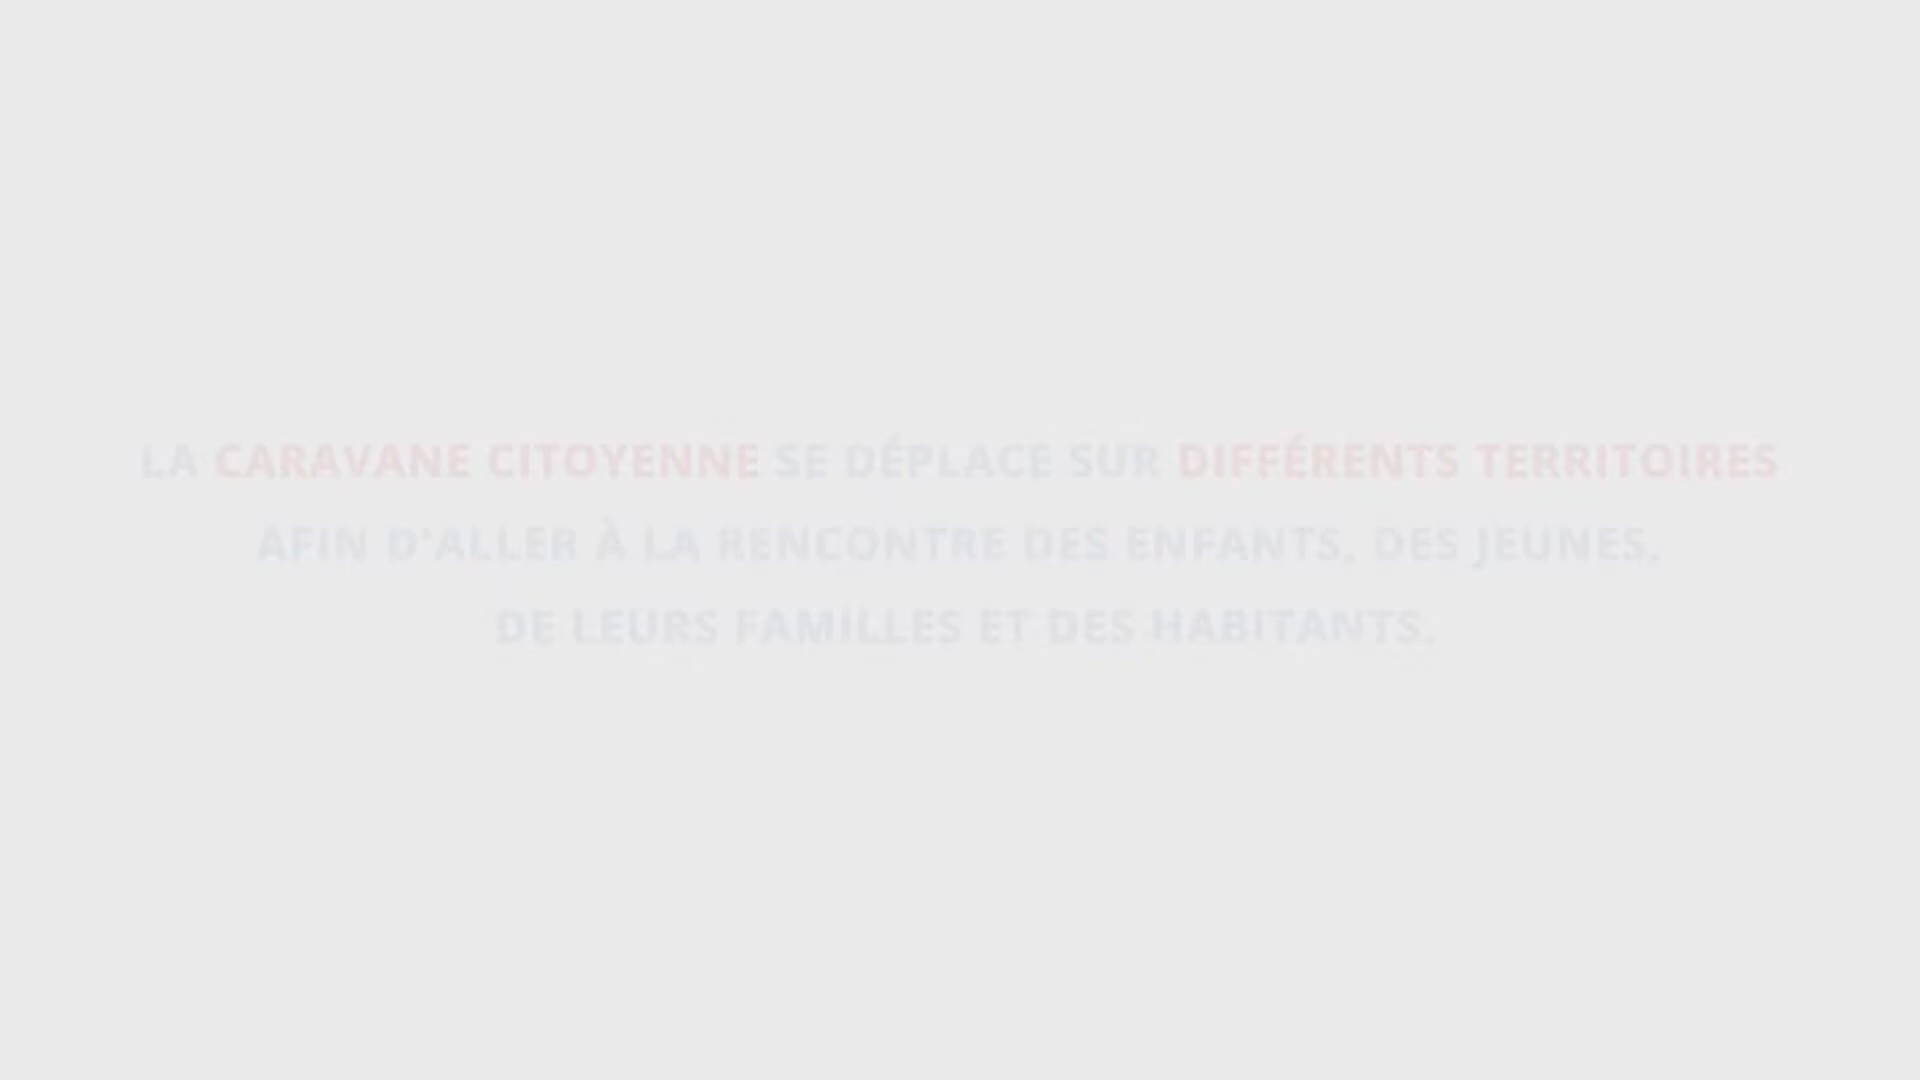 LA CARAVANE CITOYENNE SE DÉPLACE SUR DIFFÉRENTS TERRITOIRES
AFIN D'ALLER À LA RENCONTRE DES ENFANTS, DES JEUNES,
DE LEURS FAMILLES ET DES HABITANTS.